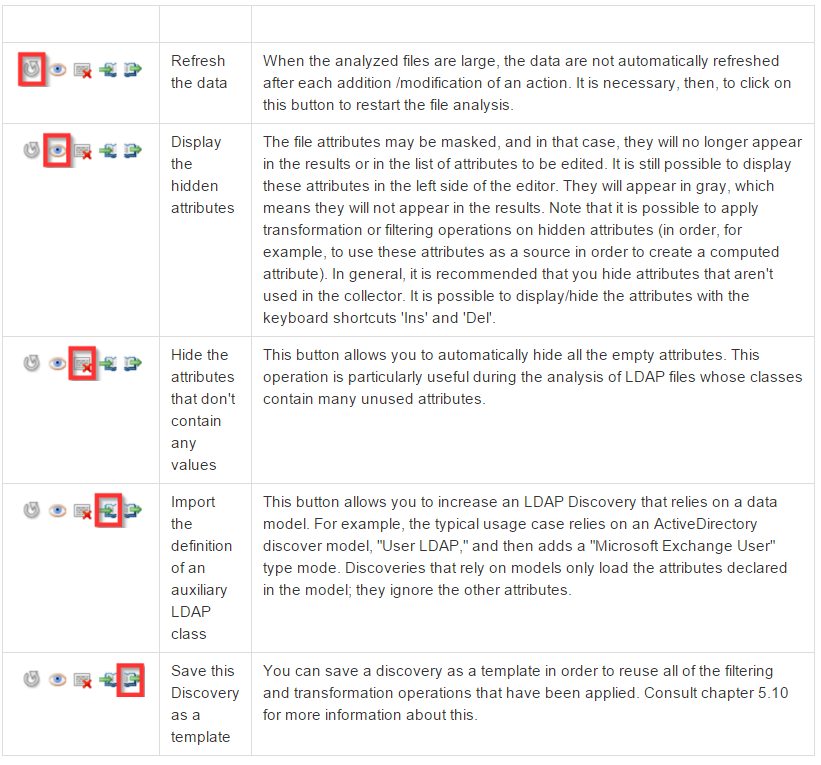 Refresh
the data
When the analyzed files are large, the data are not automatically refreshed
after each addition /modification of an action. It is necessary, then, to click on
this button to restart the file analysis.
Display
the
hidden
attributes
The file attributes may be masked, and in that case, they will no longer appear
in the results or in the list of attributes to be edited. It is still possible to display
these attributes in the left side of the editor. They will appear in gray, which
means they will not appear in the results. Note that it is possible to apply
transformation or filtering operations on hidden attributes (in order, for
example, to use these attributes as a source in order to create a computed
attribute). In general, it is recommended that you hide attributes that aren't
used in the collector. It is possible to display/hide the attributes with the
keyboard shortcuts 'Ins' and 'Del'.
Hide the
attributes
that don't
contain
any
values
This button allows you to automatically hide all the empty attributes. This
operation is particularly useful during the analysis of LDAP files whose classes
contain many unused attributes.
Import
the
definition
of an
auxiliary
LDAP
class
This button allows you to increase an LDAP Discovery that relies on a data
model. For example, the typical usage case relies on an ActiveDirectory
discover model, "User LDAP," and then adds a "Microsoft Exchange User"
type mode. Discoveries that rely on models only load the attributes declared
in the model; they ignore the other attributes.
Save this
Discovery
as a
template
You can save a discovery as a template in order to reuse all of the filtering
and transformation operations that have been applied. Consult chapter 5.10
for more information about this.